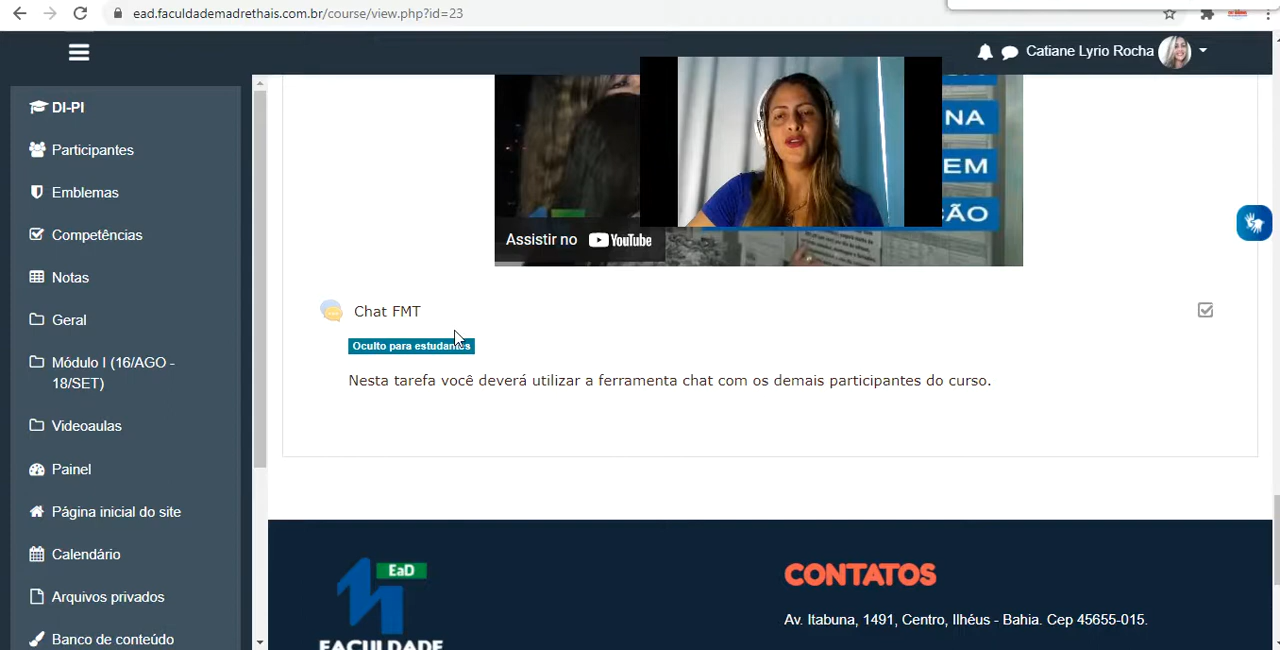 ead.faculdademadrethais.com.br/course/view.php?id=23
Catiane Lyrio Rocha
DI-PI
Participantes
Emblemas
Competências
Notas
Geral
Módulo I (16/AGO -
18/SET)
Videoaulas
Painel
Página inicial do site
Calendário
Arquivos privados
Banco de conteúdo
NA
EM
ÃO
Assistir no YouTube
Chat FMT
Oculto para estudantes
Nesta tarefa você deverá utilizar a ferramenta chat com os demais participantes do curso.
EaD
FACULDADE
CONTATOS
Av. Itabuna, 1491, Centro, Ilhéus - Bahia. Cep 45655-015.